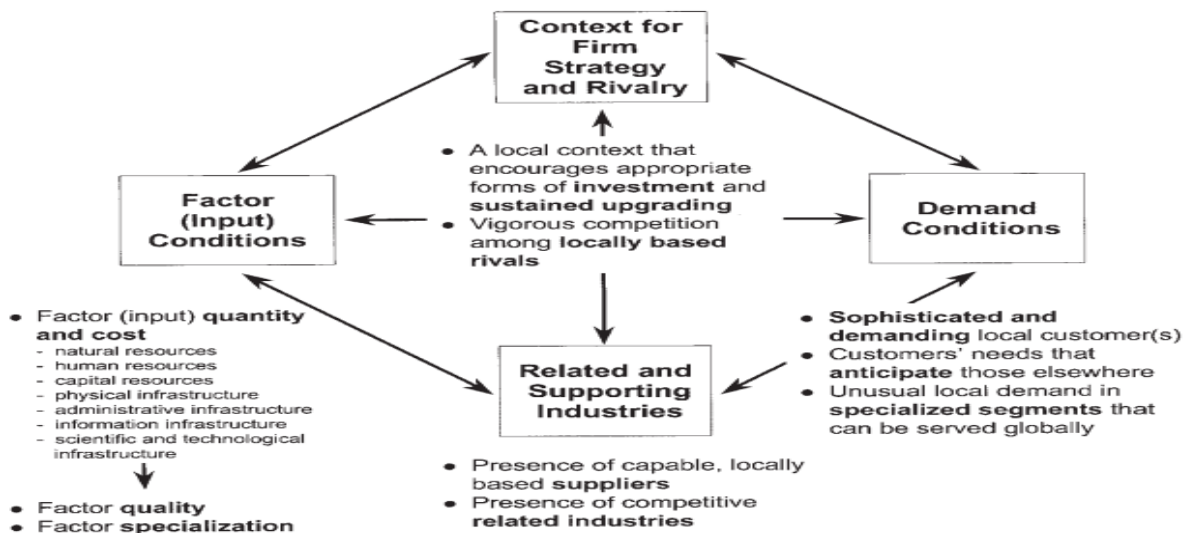 Context for
Firm
Strategy
and Rivalry
● A local context that
encourages appropriate
forms of investment and
sustained upgrading
● Vigorous competition
among locally based
rivals
Factor
(Input)
Conditions
Demand
Conditions
● Factor (input) quantity
and cost
- natural resources
- human resources
- capital resources
- physical infrastructure
- administrative infrastructure
- information infrastructure
- scientific and technological
infrastructure
● Factor quality
● Factor specialization
Related and
Supporting
Industries
● Presence of capable, locally
based suppliers
● Presence of competitive
related industries
● Sophisticated and
demanding local customer(s)
● Customers' needs that
anticipate those elsewhere
● Unusual local demand in
specialized segments that
can be served globally